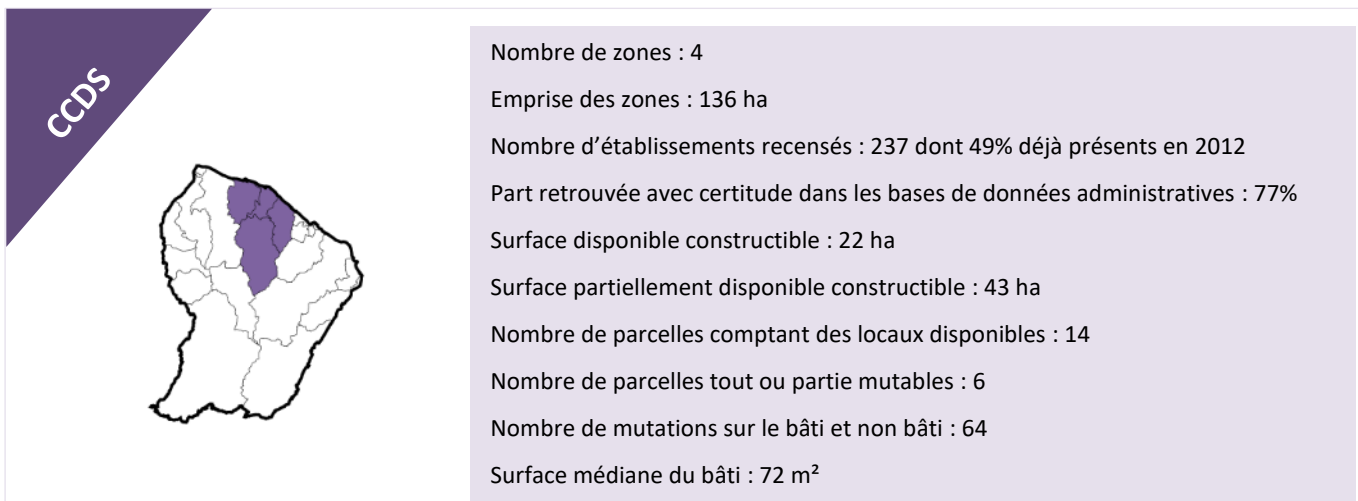 CCDS
Nombre de zones : 4
Emprise des zones : 136 ha
Nombre d'établissements recensés : 237 dont 49% déjà présents en 2012
Part retrouvée avec certitude dans les bases de données administratives : 77%
Surface disponible constructible : 22 ha
Surface partiellement disponible constructible : 43 ha
Nombre de parcelles comptant des locaux disponibles : 14
Nombre de parcelles tout ou partie mutables : 6
Nombre de mutations sur le bâti et non bâti : 64
Surface médiane du bâti : 72 m²